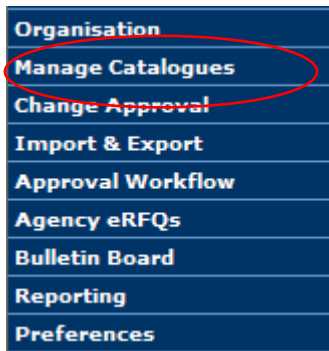 Organisation
Manage Catalogues
Change Approval
Import & Export
Approval Workflow
Agency eRFQs
Bulletin Board
Reporting
Preferences